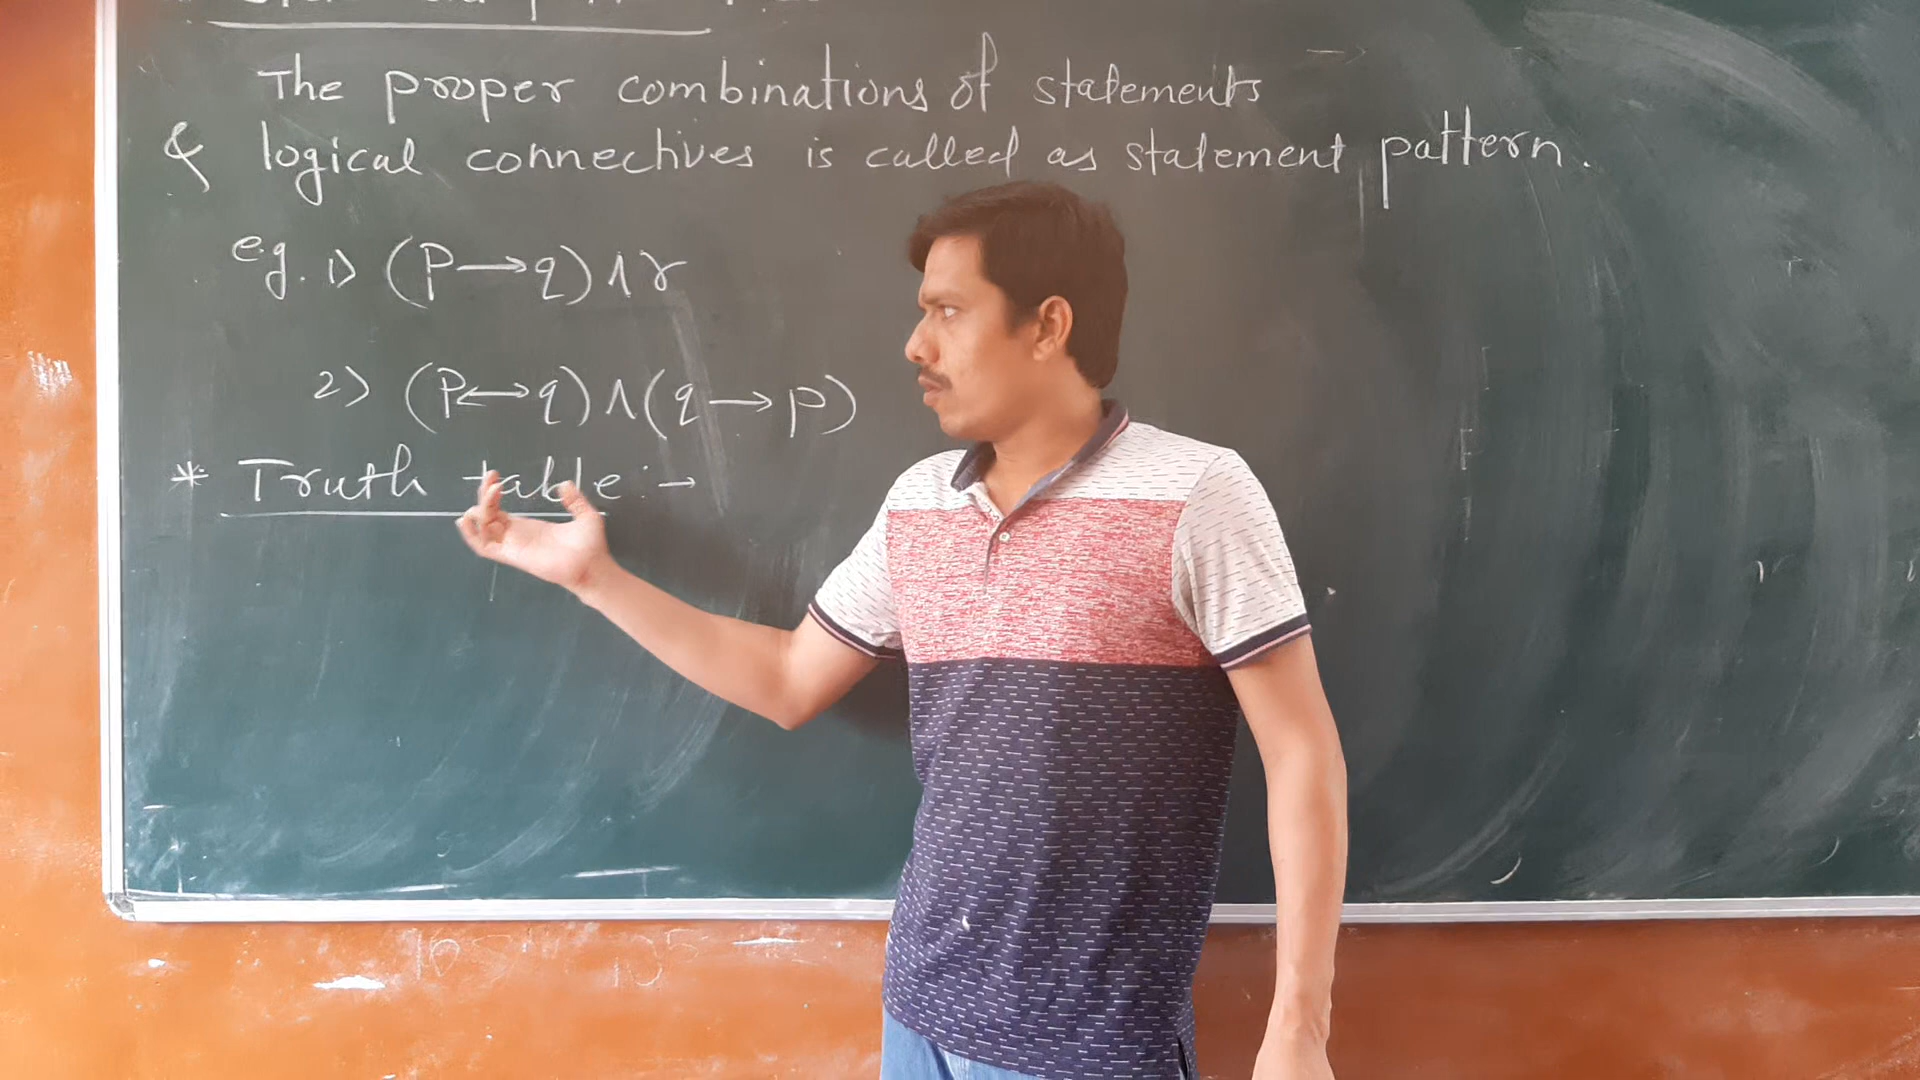 The proper combinations of statements
& logical connectives is called as statement pattern.
e.g. 1) (P→q)∧r
2) (P↔q)∧(q→p)
* Truth table:→